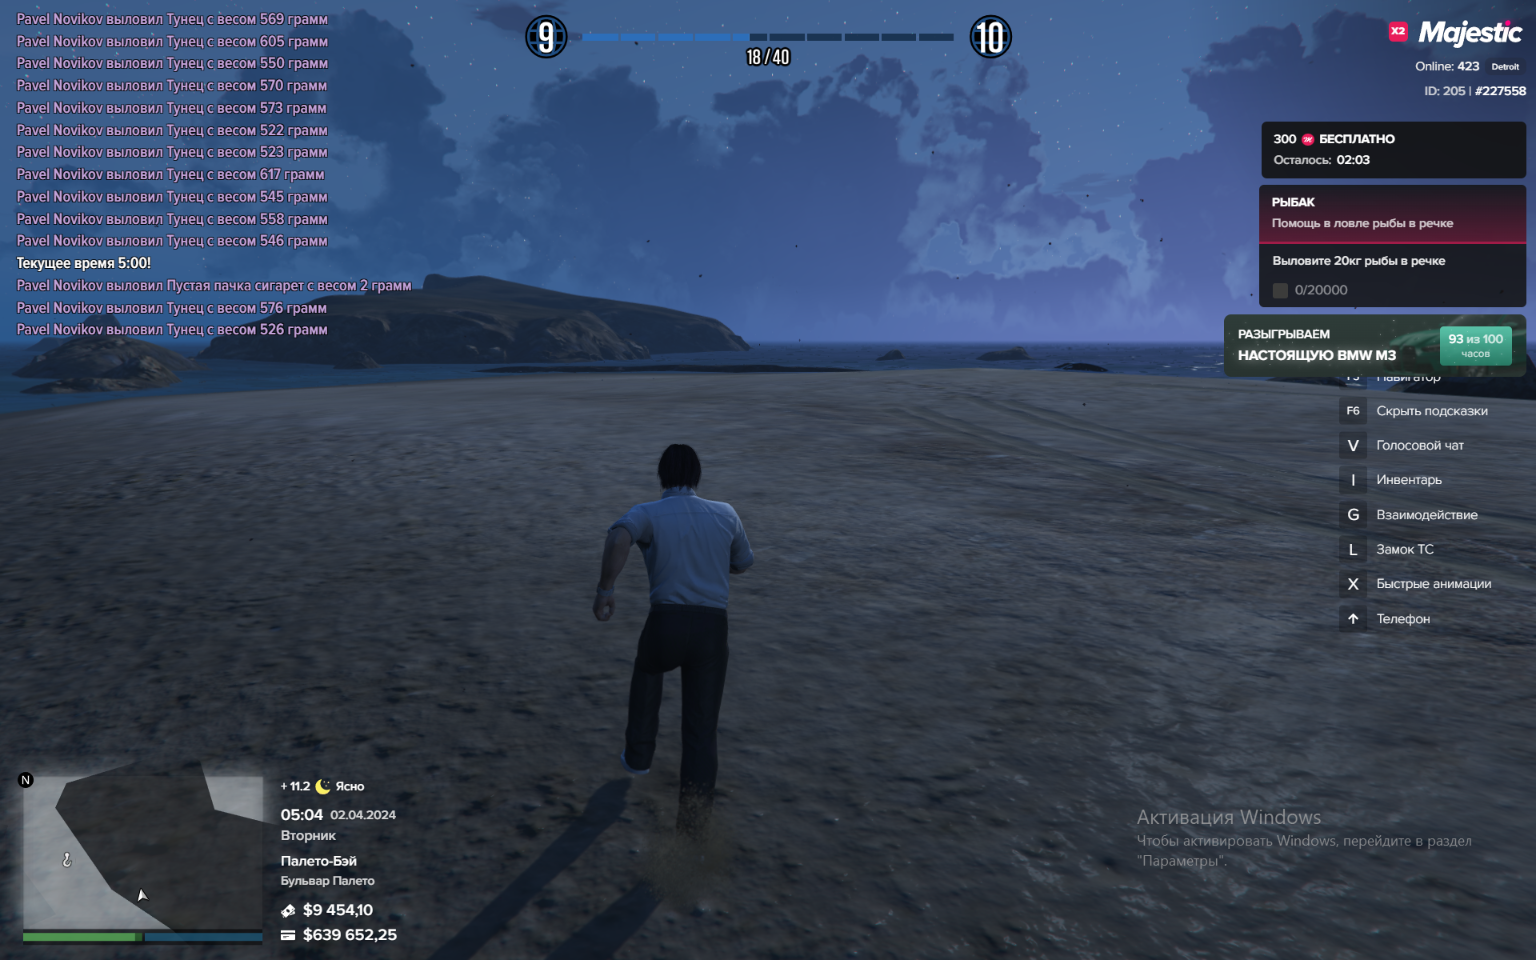 Pavel Novikov выловил Тунец с весом 569 грамм
Pavel Novikov выловил Тунец с весом 605 грамм
Pavel Novikov выловил Тунец с весом 550 грамм
Pavel Novikov выловил Тунец с весом 570 грамм
Pavel Novikov выловил Тунец с весом 573 грамм
Pavel Novikov выловил Тунец с весом 522 грамм
Pavel Novikov выловил Тунец с весом 523 грамм
Pavel Novikov выловил Тунец с весом 617 грамм
Pavel Novikov выловил Тунец с весом 545 грамм
Pavel Novikov выловил Тунец с весом 558 грамм
Pavel Novikov выловил Тунец с весом 546 грамм
Текущее время 5:00!
Pavel Novikov выловил Пустая пачка сигарет с весом 2 грамм
Pavel Novikov выловил Тунец с весом 576 грамм
Pavel Novikov выловил Тунец с весом 526 грамм
9
18/40
10
X2 Majestic
Online: 423 Detroit
ID: 205 | #227558
300 БЕСПЛАТНО
Осталось: 02:03
РЫБАК
Помощь в ловле рыбы в речке
Выловите 20кг рыбы в речке
0/20000
РАЗЫГРЫВАЕМ
НАСТОЯЩУЮ BMW M3
93 из 100
часов
Навигатор
F6 Скрыть подсказки
V Голосовой чат
I Инвентарь
G Взаимодействие
L Замок ТС
X Быстрые анимации
Телефон
N
+11.2 Ясно
05:04 02.04.2024
Вторник
Палето-Бэй
Бульвар Палето
$9 454,10
$639 652,25
Активация Windows
Чтобы активировать Windows, перейдите в раздел
"Параметры".